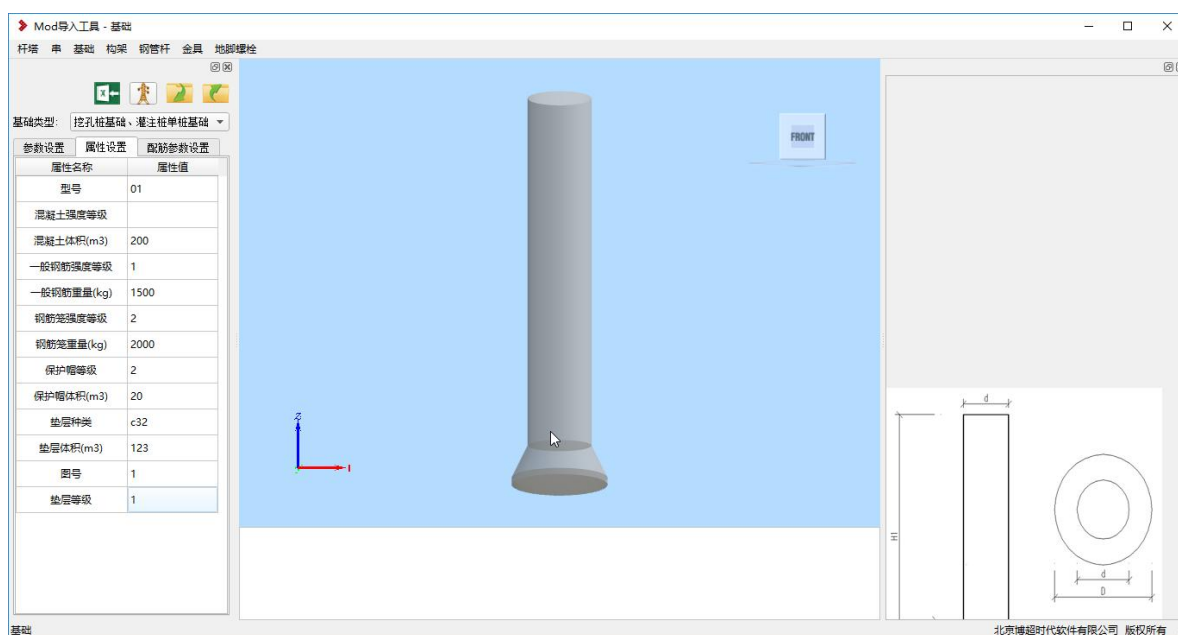 Mod导入工具 - 基础
杆塔 串 基础 构架 钢管杆 金具 地脚螺栓
基础类型: 挖孔桩基础、灌注桩单桩基础
参数设置 属性设置 配筋参数设置
属性名称 属性值
型号 01
混凝土强度等级
混凝土体积(m3) 200
一般钢筋强度等级 1
一般钢筋重量(kg) 1500
钢筋笼强度等级 2
钢筋笼重量(kg) 2000
保护帽等级 2
保护帽体积(m3) 20
垫层种类 c32
垫层体积(m3) 123
图号 1
垫层等级 1
FRONT
Z
d
H1
d
D
基础
北京博超时代软件有限公司 版权所有